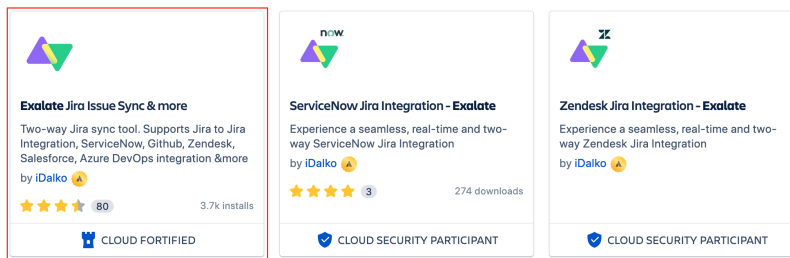 Exalate Jira Issue Sync & more
Two-way Jira sync tool. Supports Jira to Jira
Integration, ServiceNow, Github, Zendesk,
Salesforce, Azure DevOps integration &more
by iDalko
80
3.7k installs
CLOUD FORTIFIED
now.
ServiceNow Jira Integration - Exalate
Experience a seamless, real-time and two-
way ServiceNow Jira Integration
by iDalko
3
274 downloads
CLOUD SECURITY PARTICIPANT
Zendesk Jira Integration - Exalate
Experience a seamless, real-time and two-
way Zendesk Jira Integration
by iDalko
CLOUD SECURITY PARTICIPANT